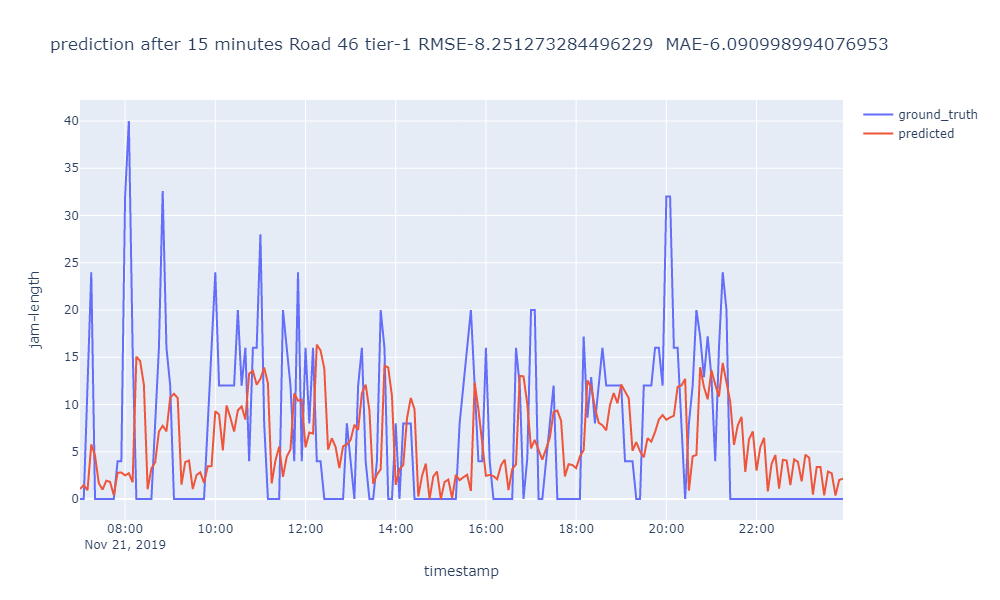 prediction after 15 minutes Road 46 tier-1 RMSE-8.251273284496229  MAE-6.090998994076953
ground_truth
predicted
40
35
30
25
20
15
10
5
0
jam-length
08:00 10:00 12:00 14:00 16:00 18:00 20:00 22:00
Nov 21, 2019
timestamp